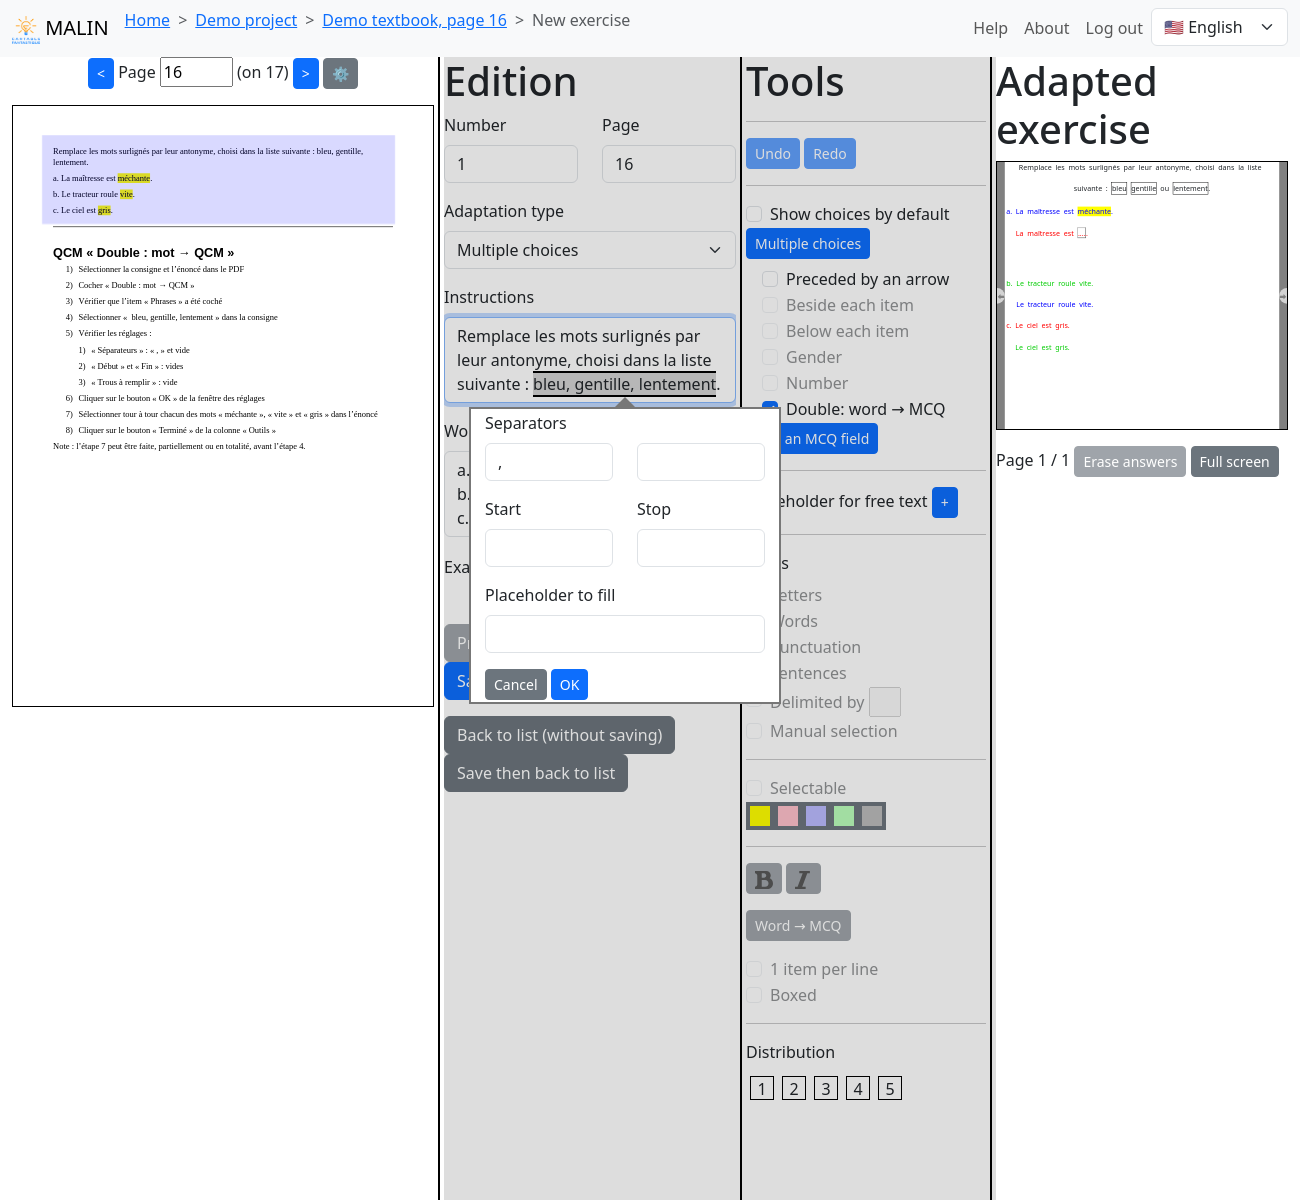 MALIN
Home > Demo project > Demo textbook, page 16 > New exercise
Help About Log out 🇺🇸 English
< Page 16 (on 17) > ⚙️
Remplace les mots surlignés par leur antonyme, choisi dans la liste suivante : bleu, gentille,
lentement.
a. La maîtresse est méchante.
b. Le tracteur roule vite.
c. Le ciel est gris.
QCM « Double : mot → QCM »
1) Sélectionner la consigne et l'énoncé dans le PDF
2) Cocher « Double : mot → QCM »
3) Vérifier que l'item « Phrases » a été coché
4) Sélectionner « bleu, gentille, lentement » dans la consigne
5) Vérifier les réglages :
1) « Séparateurs » : « , » et vide
2) « Début » et « Fin » : vides
3) « Trous à remplir » : vide
6) Cliquer sur le bouton « OK » de la fenêtre des réglages
7) Sélectionner tour à tour chacun des mots « méchante », « vite » et « gris » dans l'énoncé
8) Cliquer sur le bouton « Terminé » de la colonne « Outils »
Note : l'étape 7 peut être faite, partiellement ou en totalité, avant l'étape 4.
Edition
Number Page
1 16
Adaptation type
Multiple choices
Instructions
Remplace les mots surlignés par
leur antonyme, choisi dans la liste
suivante : bleu, gentille, lentement.
Wo
a.
b.
c.
Exa
Pr
Sa
Back to list (without saving)
Save then back to list
Separators
,
Start Stop
Placeholder to fill
Cancel OK
Tools
Undo Redo
Show choices by default
Multiple choices
Preceded by an arrow
Beside each item
Below each item
Gender
Number
Double: word → MCQ
an MCQ field
eholder for free text +
s
etters
Words
unctuation
entences
Delimited by
Manual selection
Selectable
B I
Word → MCQ
1 item per line
Boxed
Distribution
1 2 3 4 5
Adapted
exercise
Remplace les mots surlignés par leur antonyme, choisi dans la liste
suivante : bleu gentille ou lentement.
a. La maîtresse est méchante.
La maîtresse est ....
b. Le tracteur roule vite.
Le tracteur roule vite.
c. Le ciel est gris.
Le ciel est gris.
Page 1 / 1 Erase answers Full screen